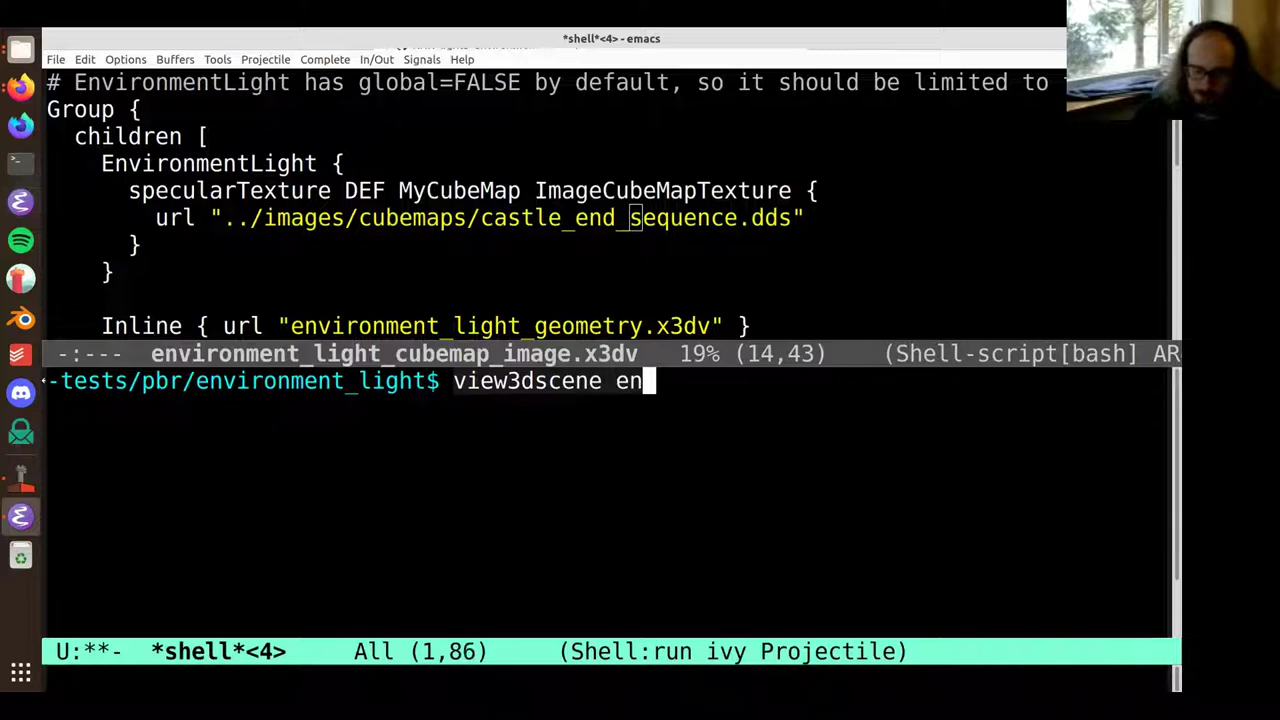 *shell*<4> - emacs
File Edit Options Buffers Tools Projectile Complete In/Out Signals Help
# EnvironmentLight has global=FALSE by default, so it should be limited to
Group {
children [
EnvironmentLight {
specularTexture DEF MyCubeMap ImageCubeMapTexture {
url "../images/cubemaps/castle_end_sequence.dds"
}
}
Inline { url "environment_light_geometry.x3dv" }
-:--- environment_light_cubemap_image.x3dv 19% (14,43) (Shell-script[bash] AR
-tests/pbr/environment_light$ view3dscene en
U:**- *shell*<4> All (1,86) (Shell:run ivy Projectile)